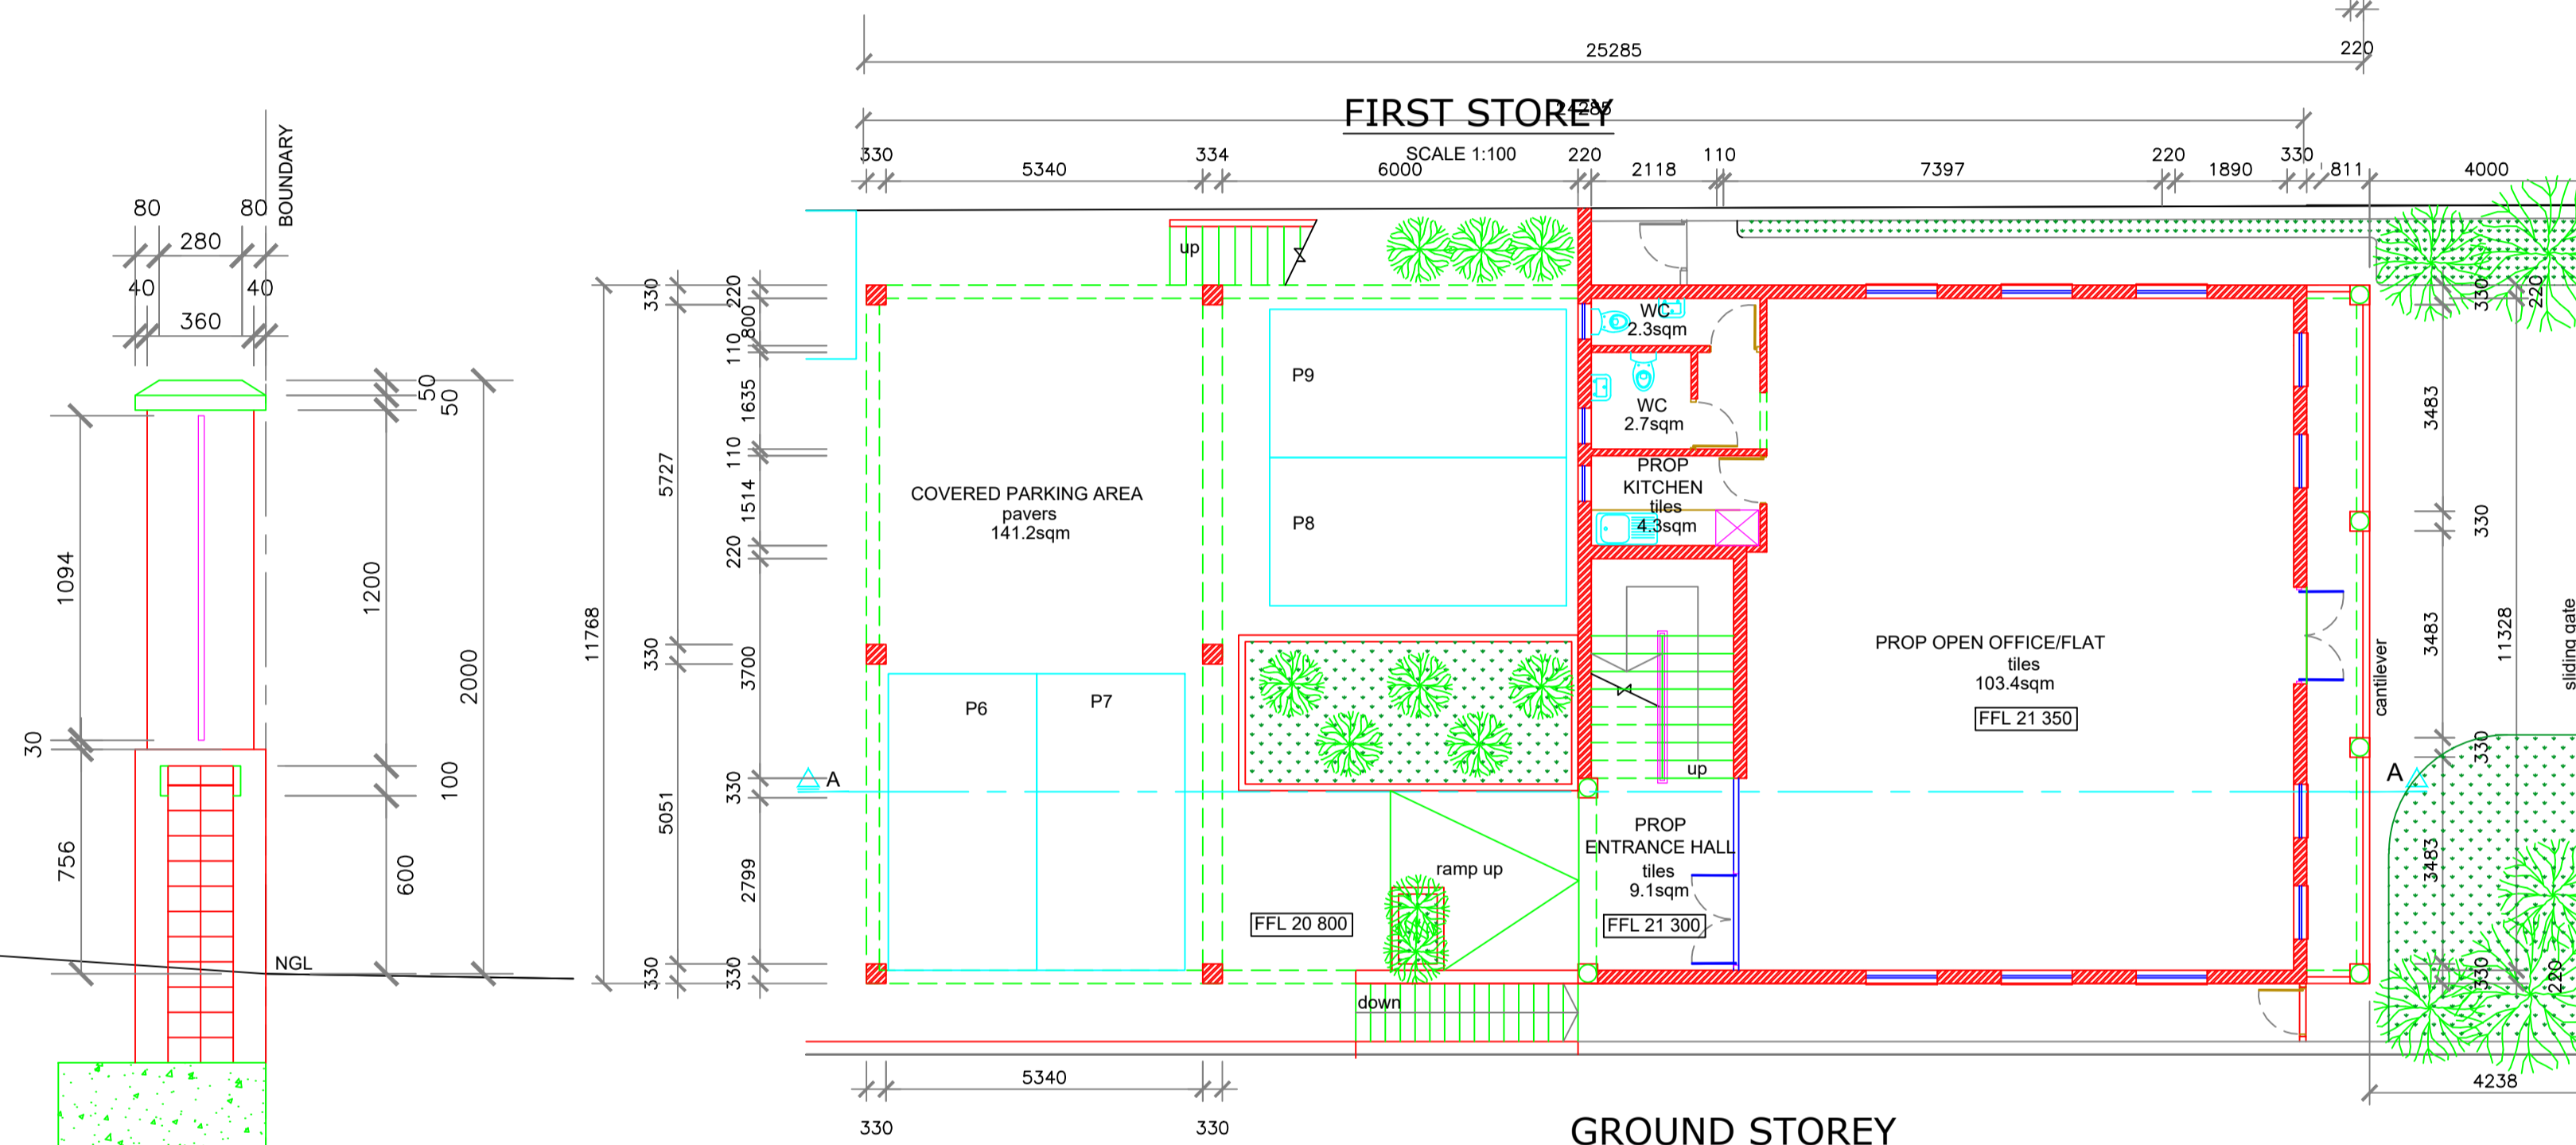 25285
220
FIRST STOREY
24285
SCALE 1:100
330
5340
334
6000
220
2118
110
7397
220
1890
330
811
4000
BOUNDARY
80
80
280
40
40
360
50
50
1094
1200
2000
30
100
756
600
NGL
11768
330
5727
330
5051
330
220
800
110
1635
110
1514
220
3700
330
2799
330
up
COVERED PARKING AREA
pavers
141.2sqm
P9
P8
P6
P7
A
FFL 20 800
ramp up
down
WC
2.3sqm
WC
2.7sqm
PROP
KITCHEN
tiles
4.3sqm
up
PROP
ENTRANCE HALL
tiles
9.1sqm
FFL 21 300
PROP OPEN OFFICE/FLAT
tiles
103.4sqm
FFL 21 350
cantilever
A
sliding gate
330
220
3483
330
3483
11328
330
3483
330
220
5340
330
330
4238
GROUND STOREY